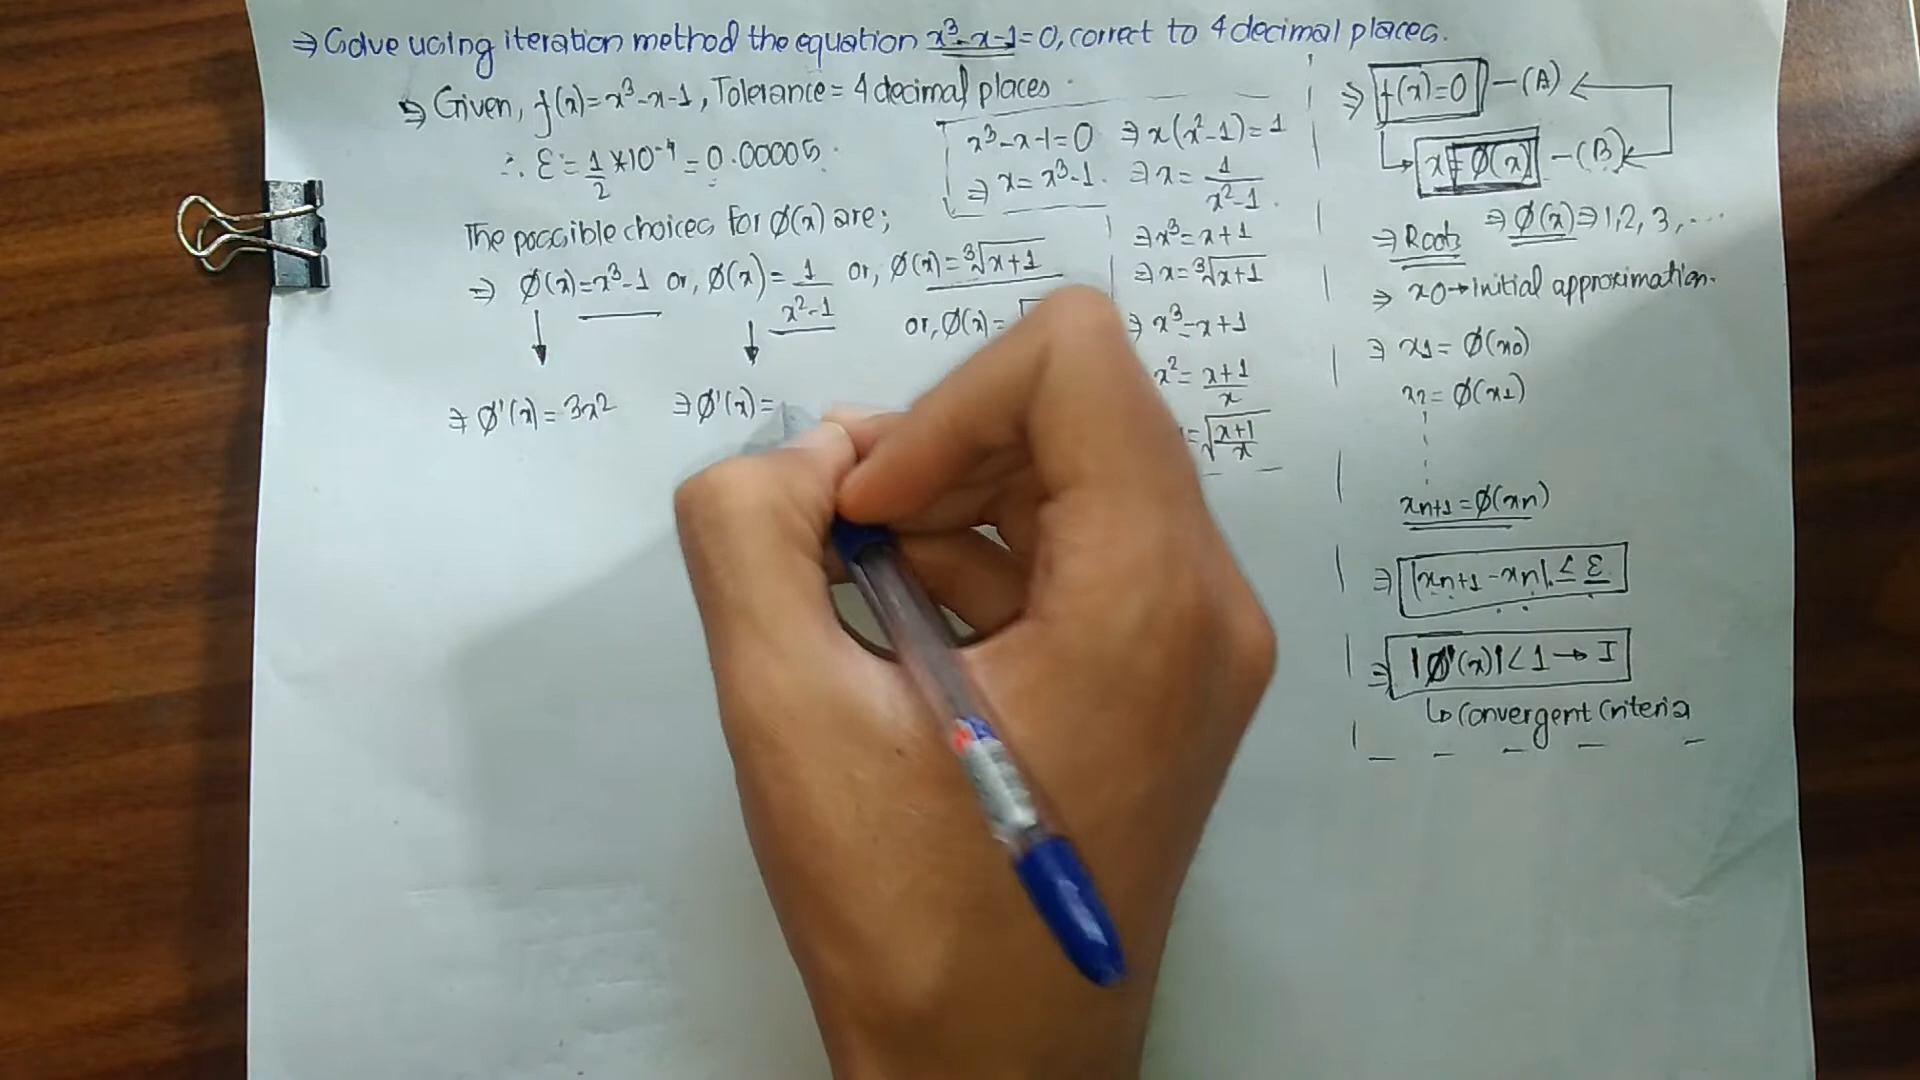 ⇒ Solve using iteration method the equation x³-x-1=0, correct to 4 decimal places.
⇒ Given, f(x)=x³-x-1, Tolerance = 4 decimal places
∴ Ɛ = 1/2 *10⁻⁴ = 0.00005
The possible choices for Ø(x) are;
⇒ Ø(x)=x³-1 or, Ø(x)= 1/(x²-1) or, Ø(x)=³√(x+1)
or, Ø(x)=
⇒ Ø'(x) = 3x² ⇒ Ø'(x) =
x³-x-1=0 ⇒ x(x²-1)=1
⇒ x= x³-1. ⇒ x= 1/(x²-1).
⇒ x³= x+1
⇒ x= ³√(x+1)
⇒ x³=x+1
x²= (x+1)/x
=√((x+1)/x)
⇒ f(x)=0 -(A)
x=Ø(x) -(B)
⇒ Roots ⇒ Ø(x) ⇒ 1,2,3,...
⇒ x0→initial approximation.
⇒ x1= Ø(x0)
x2= Ø(x1)
xn+1=Ø(xn)
⇒ |xn+1-xn| ≤ Ɛ
⇒ |Ø'(x)|<1 → I
↳ Convergent Criteria